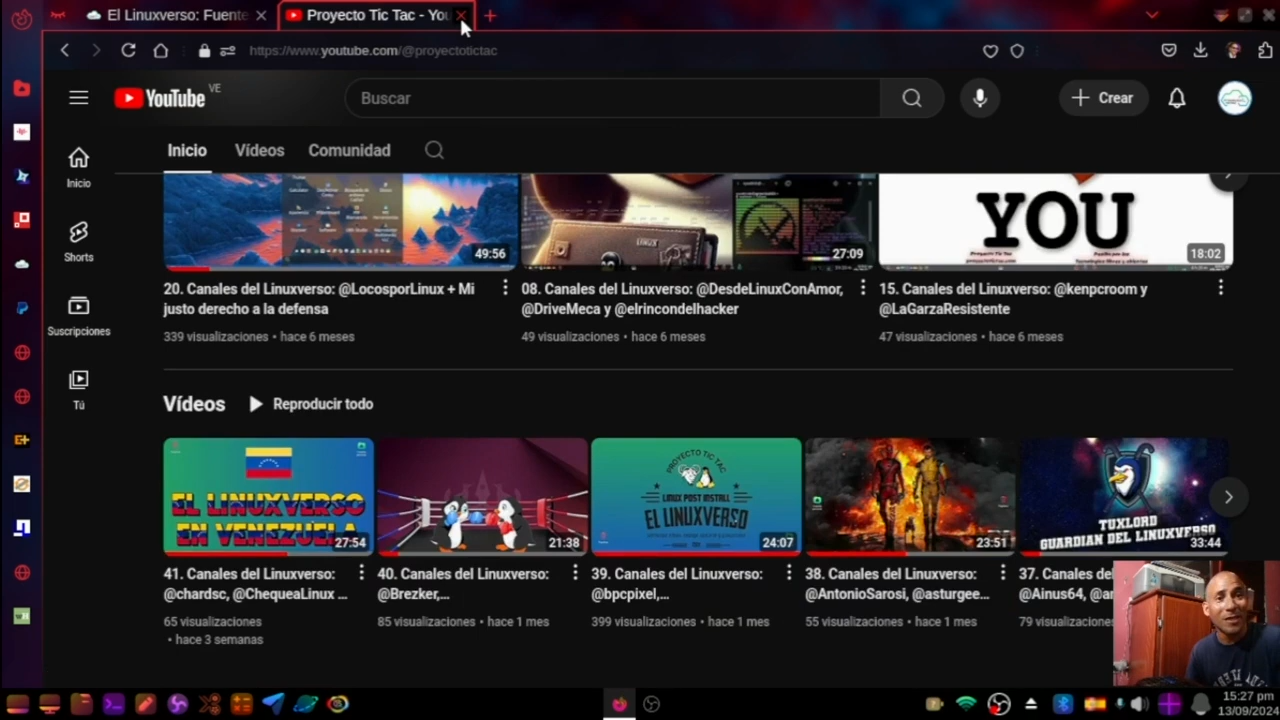 El Linuxverso: Fuente
Proyecto Tic Tac - You
https://www.youtube.com/@proyectotictac
YouTube VE
Buscar
Crear
Inicio
Vídeos
Comunidad
Inicio
Shorts
Suscripciones
Tú
49:56
LINUX
27:09
YOU
Proyecto Tic Tac
18:02
20. Canales del Linuxverso: @LocosporLinux + Mi
justo derecho a la defensa
339 visualizaciones • hace 6 meses
08. Canales del Linuxverso: @DesdeLinuxConAmor,
@DriveMeca y @elrincondelhacker
49 visualizaciones • hace 6 meses
15. Canales del Linuxverso: @kenpcroom y
@LaGarzaResistente
47 visualizaciones • hace 6 meses
Vídeos
Reproducir todo
EL LINUXVERSO
EN VENEZUELA
27:54
21:38
PROYECTO TIC TAC
LINUX POST INSTALL
EL LINUXVERSO
24:07
23:51
TUXLORD
GUARDIAN DEL LINUXVERSO
33:44
41. Canales del Linuxverso:
@chardsc, @ChequeaLinux ...
65 visualizaciones
• hace 3 semanas
40. Canales del Linuxverso:
@Brezker,...
85 visualizaciones • hace 1 mes
39. Canales del Linuxverso:
@bpcpixel,...
399 visualizaciones • hace 1 mes
38. Canales del Linuxverso:
@AntonioSarosi, @asturgee...
55 visualizaciones • hace 1 mes
37. Canales del
@Ainus64, @ar
79 visualizaciones
15:27 pm
13/09/2024